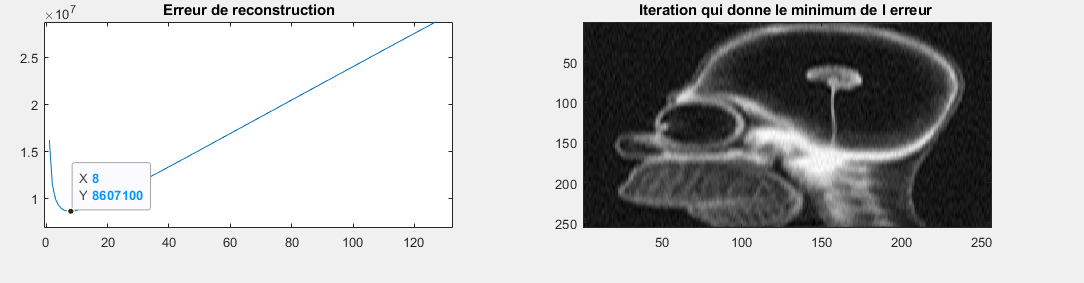 Erreur de reconstruction
×10^7
2.5
2
1.5
1
X 8
Y 8607100
0 20 40 60 80 100 120
Iteration qui donne le minimum de l erreur
50
100
150
200
250
50 100 150 200 250